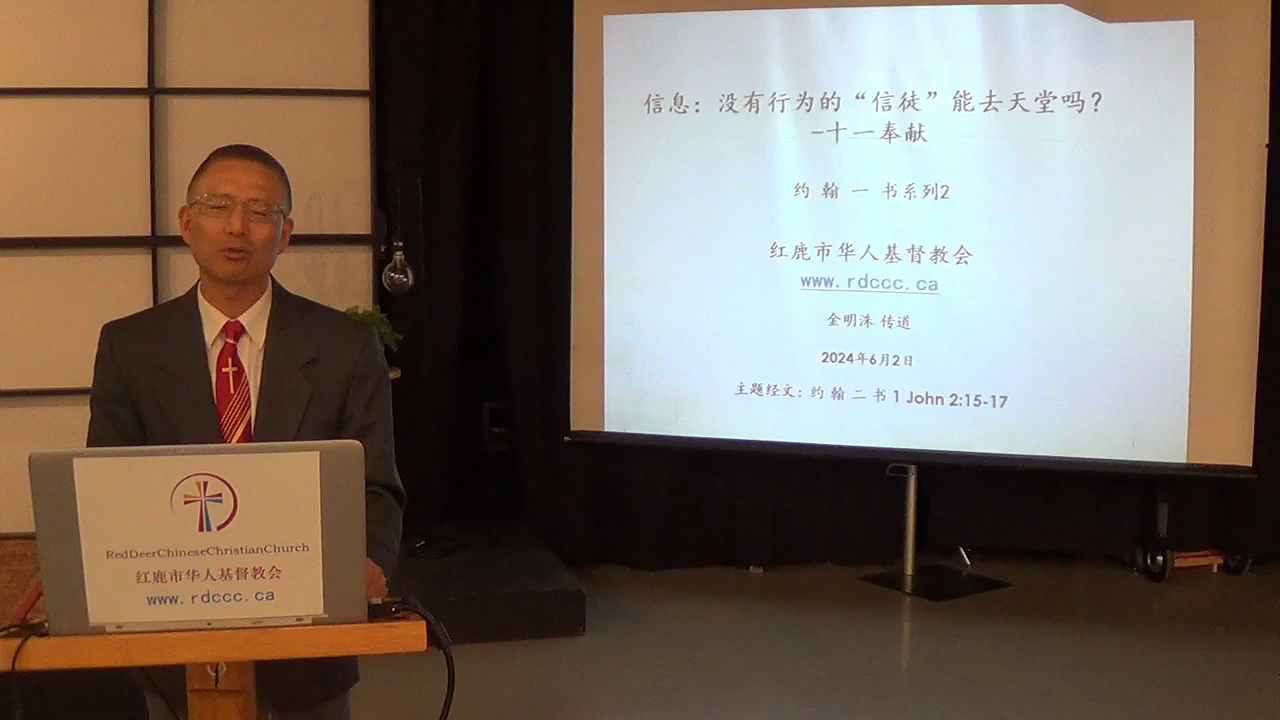 信息：没有行为的“信徒”能去天堂吗？
–十一奉献
约 翰 一 书系列2
红鹿市华人基督教会
www.rdccc.ca
金明洙 传道
2024年6月2日
主题经文：约 翰 二 书 1 John 2:15-17
RedDeerChineseChristianChurch
红鹿市华人基督教会
www.rdccc.ca